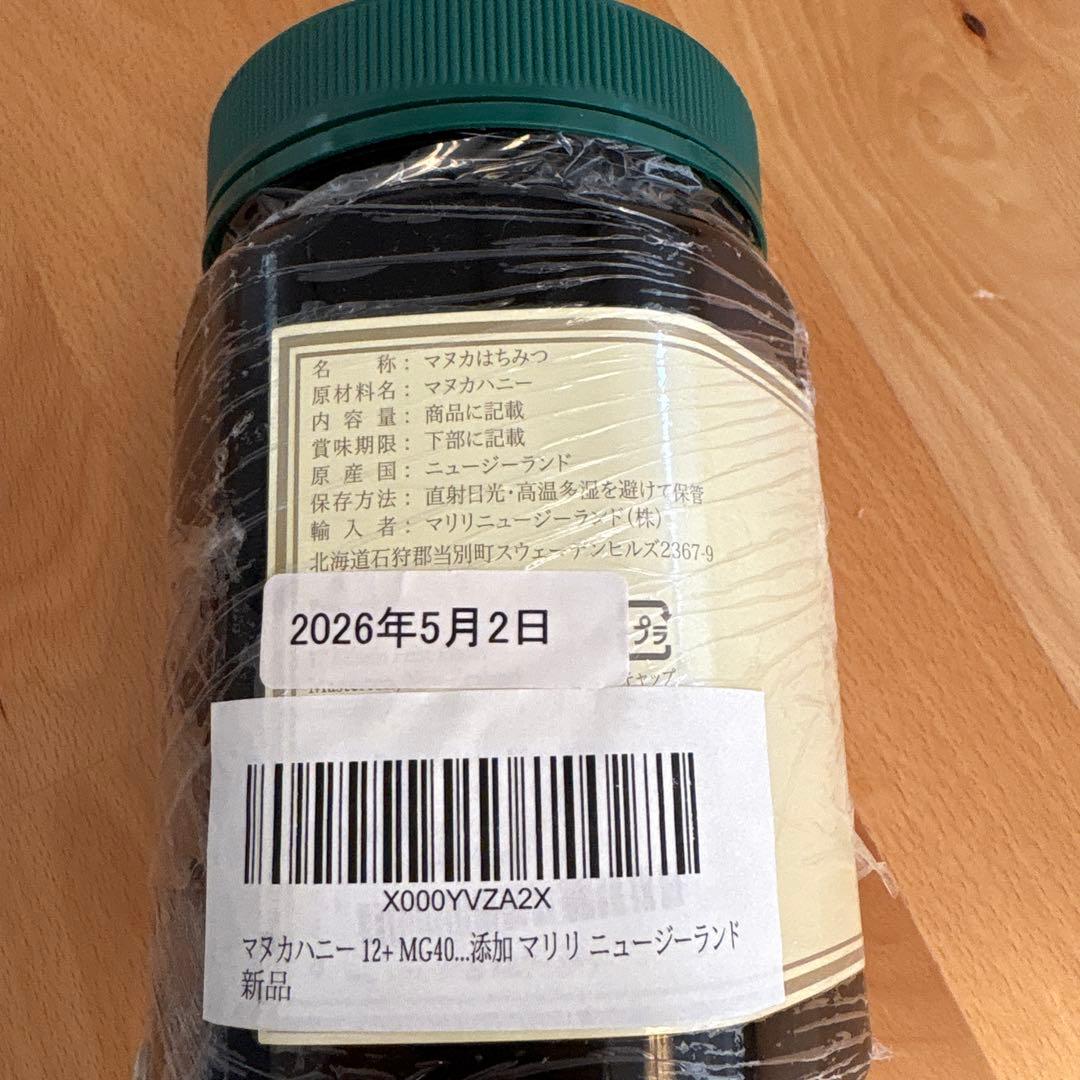 名　　称：マヌカはちみつ
原材料名：マヌカハニー
内 容 量：商品に記載
賞味期限：下部に記載
原 産 国：ニュージーランド
保存方法：直射日光・高温多湿を避けて保管
輸 入 者：マリリニュージーランド(株)
北海道石狩郡当別町スウェーデンヒルズ2367-9
2026年5月2日
プラ
キャップ
X000YVZA2X
マヌカハニー 12+ MG40...添加 マリリ ニュージーランド
新品